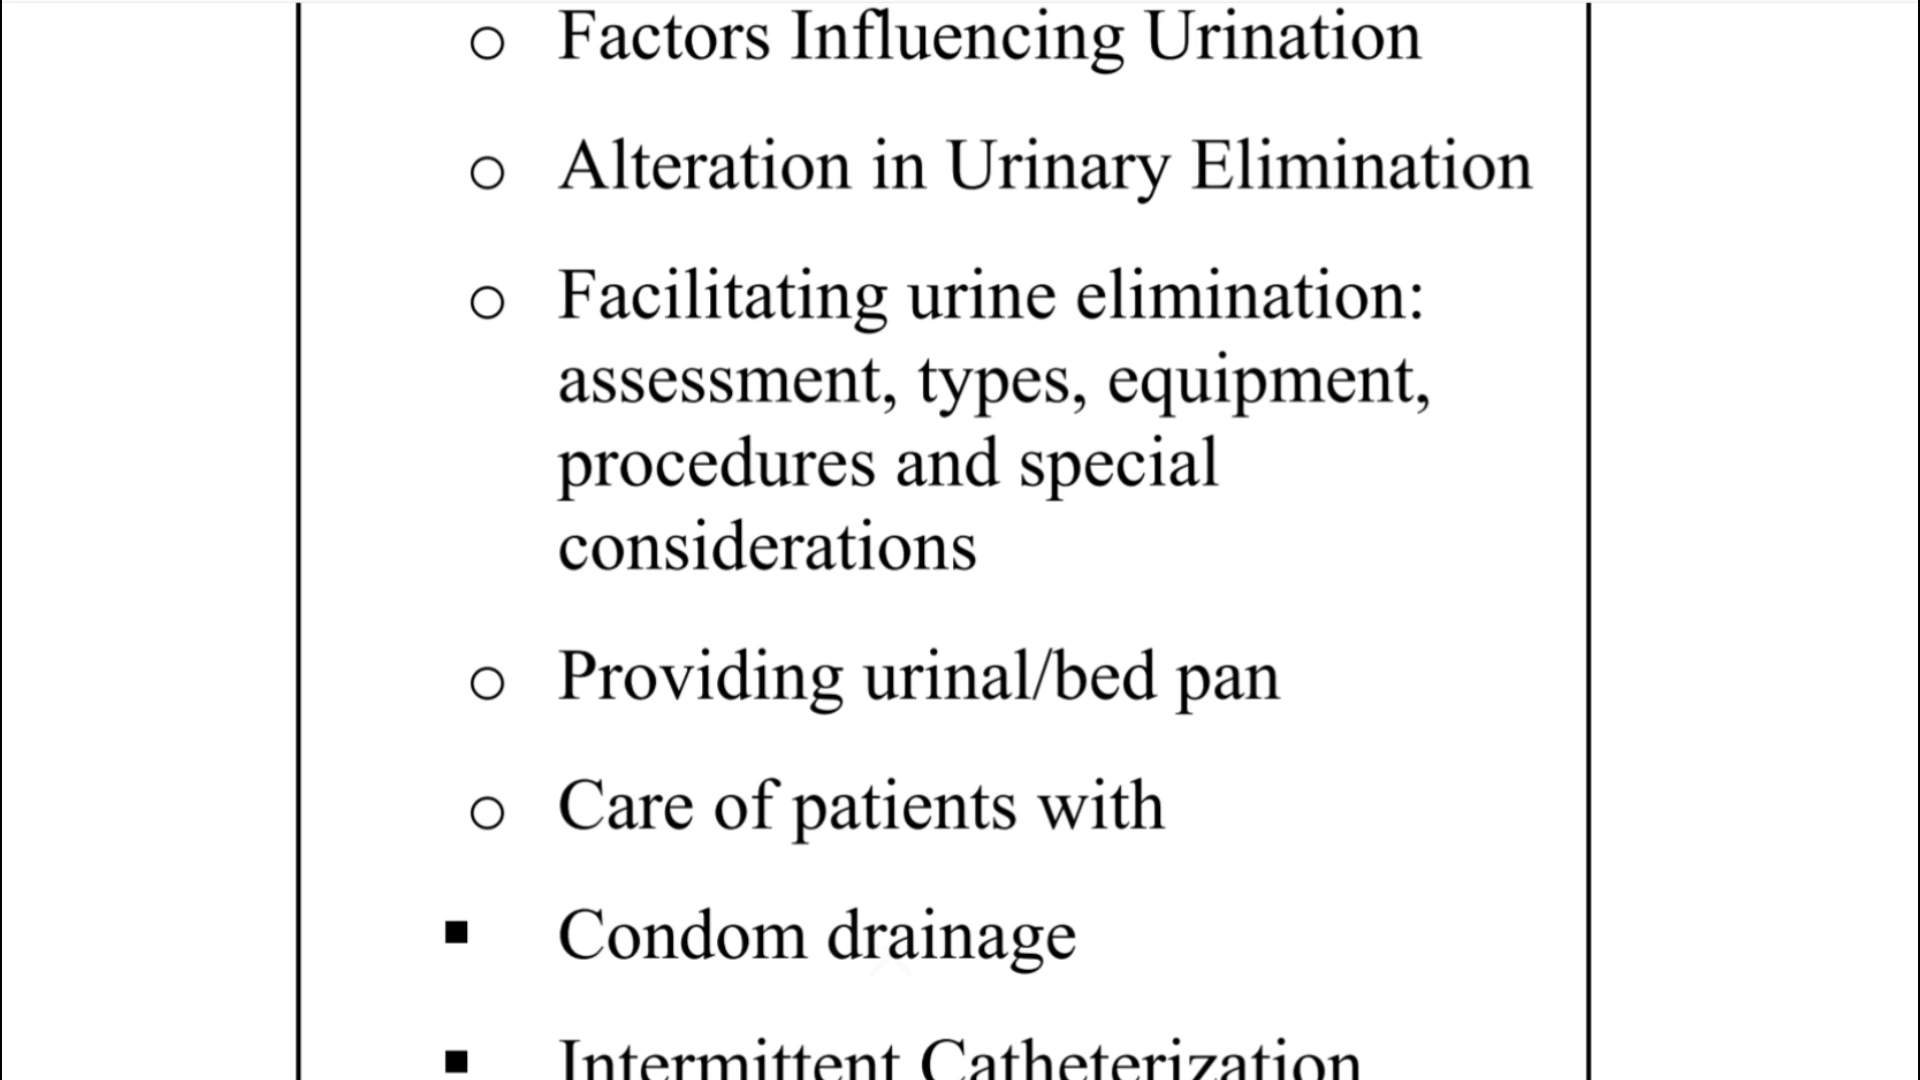 o Factors Influencing Urination
o Alteration in Urinary Elimination
o Facilitating urine elimination:
assessment, types, equipment,
procedures and special
considerations
o Providing urinal/bed pan
o Care of patients with
▪ Condom drainage
▪ Intermittent Catheterization